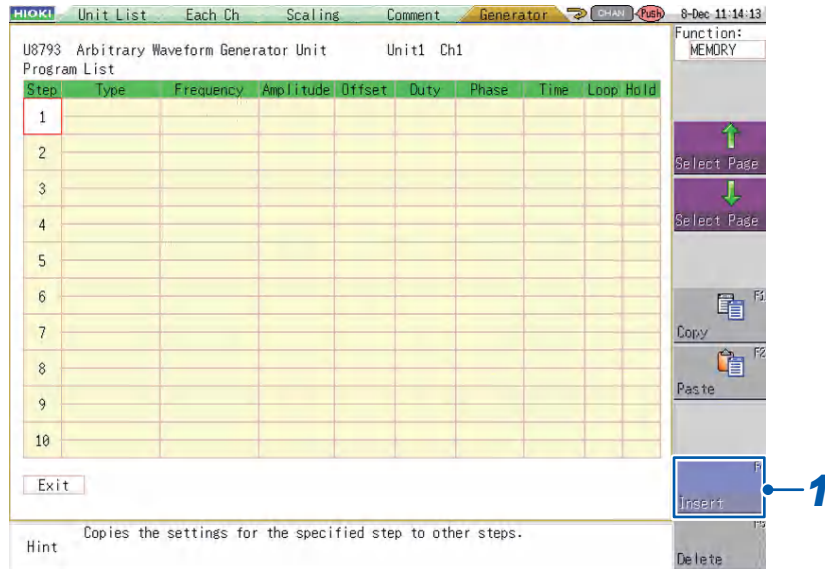 HIOKI Unit List Each Ch Scaling Comment Generator CHAN Push 8-Dec 11:14:13
Function:
MEMORY
U8793 Arbitrary Waveform Generator Unit Unit1 Ch1
Program List
Step Type Frequency Amplitude Offset Duty Phase Time Loop Hold
1
2
3
4
5
6
7
8
9
10
Exit
Select Page
Select Page
F1
Copy
F2
Paste
Insert
1
Delete
Hint Copies the settings for the specified step to other steps.